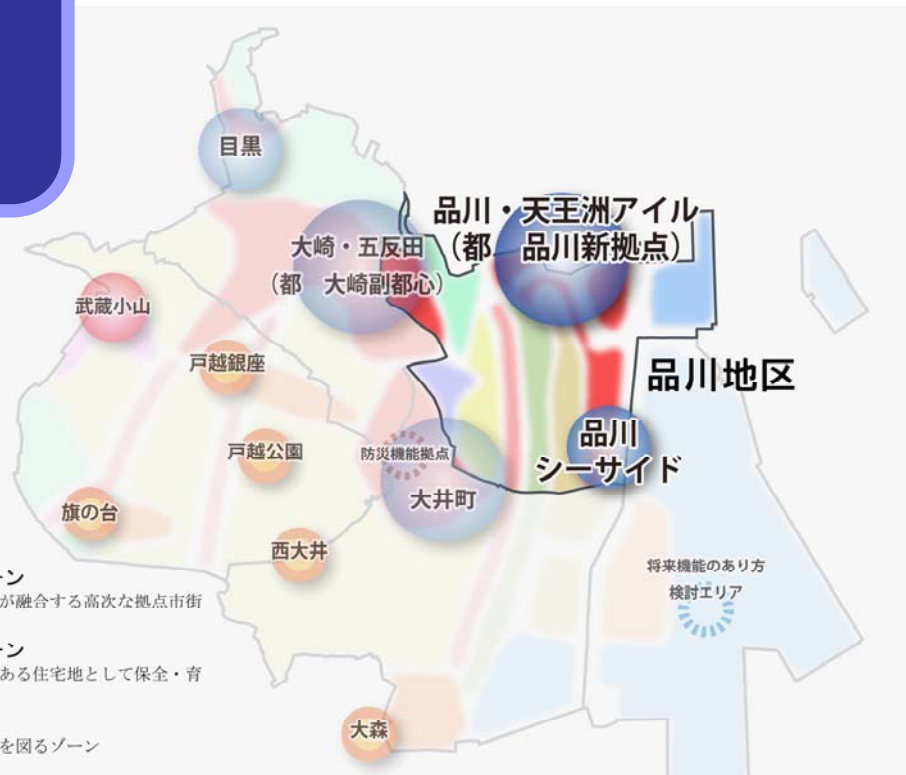 目黒
品川・天王洲アイル
（都　品川新拠点）
大崎・五反田
（都　大崎副都心）
武蔵小山
戸越銀座
品川地区
品川
シーサイド
防災機能拠点
戸越公園
大井町
旗の台
西大井
将来機能のあり方
検討エリア
ーン
が融合する高次な拠点市街
ーン
ある住宅地として保全・育
大森
を図るゾーン